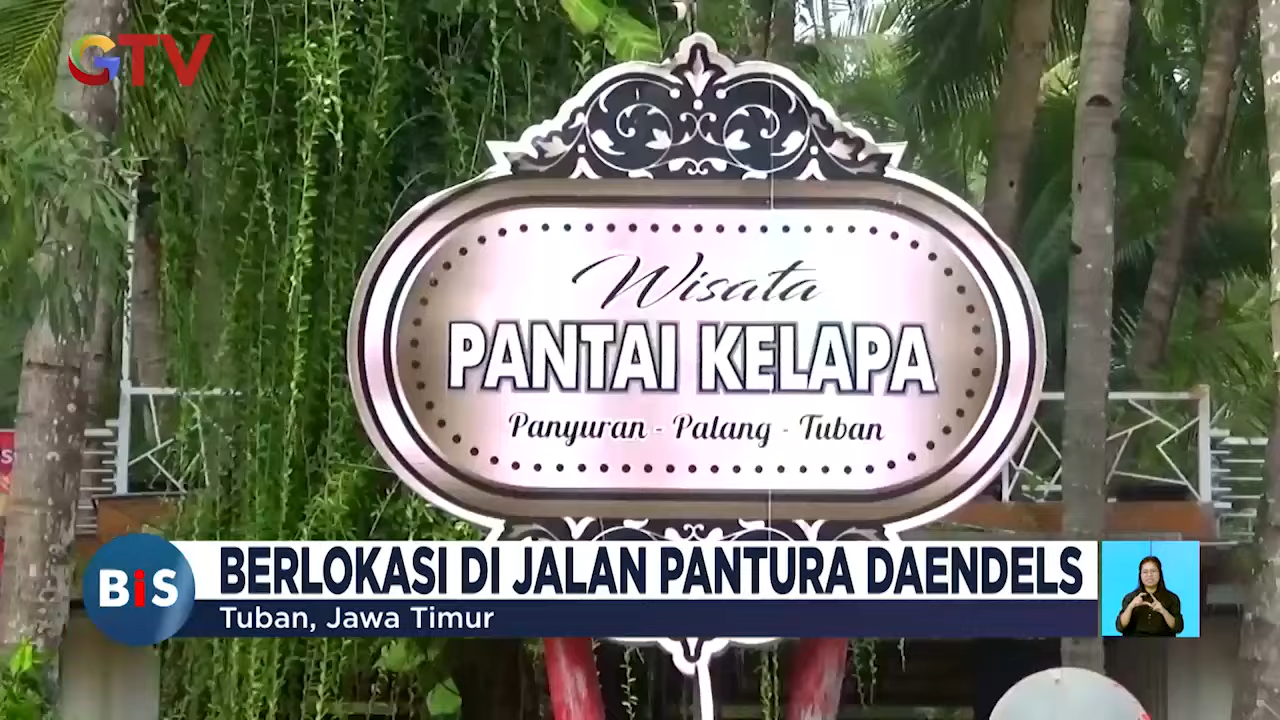 GTV
Wisata
PANTAI KELAPA
Panyuran - Palang - Tuban
BiS
BERLOKASI DI JALAN PANTURA DAENDELS
Tuban, Jawa Timur